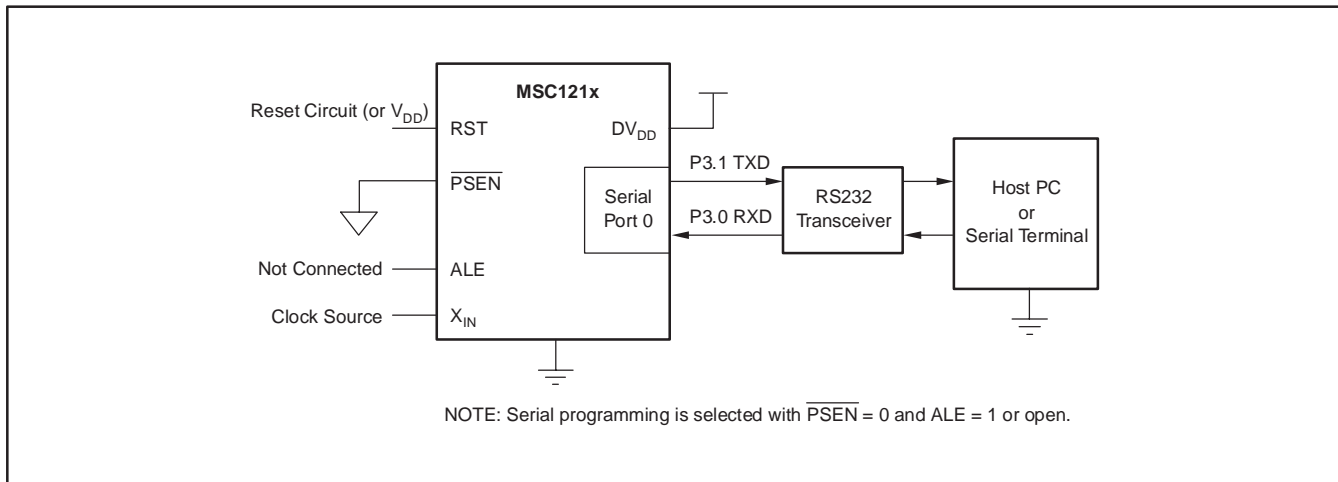 MSC121x
Reset Circuit (or VDD)
RST
DVDD
PSEN
P3.1 TXD
Serial
Port 0
P3.0 RXD
RS232
Transceiver
Host PC
or
Serial Terminal
Not Connected
ALE
Clock Source
XIN
NOTE: Serial programming is selected with PSEN = 0 and ALE = 1 or open.